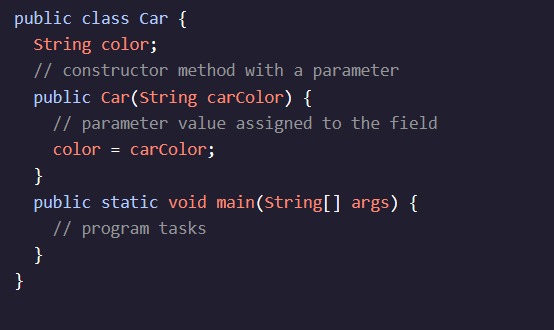 public class Car {
  String color;
  // constructor method with a parameter
  public Car(String carColor) {
    // parameter value assigned to the field
    color = carColor;
  }
  public static void main(String[] args) {
    // program tasks
  }
}